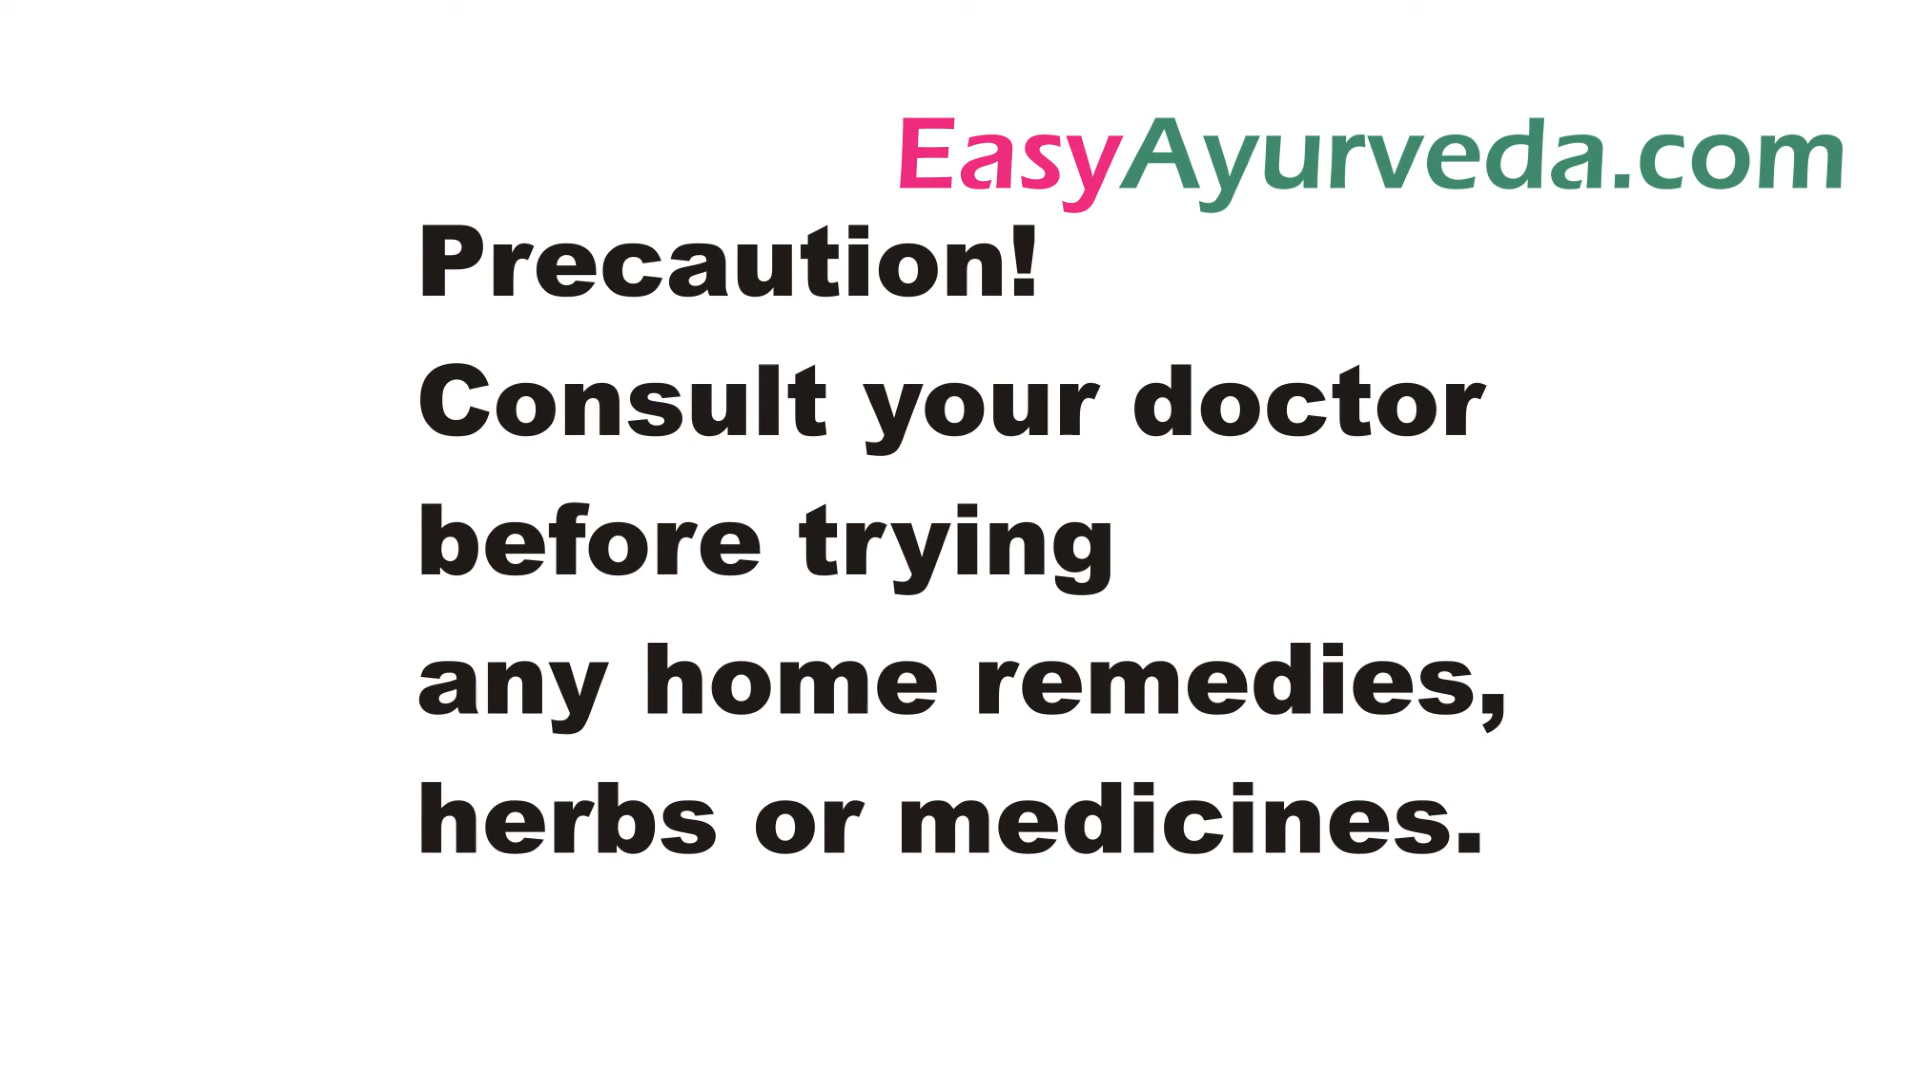 EasyAyurveda.com
Precaution!
Consult your doctor
before trying
any home remedies,
herbs or medicines.